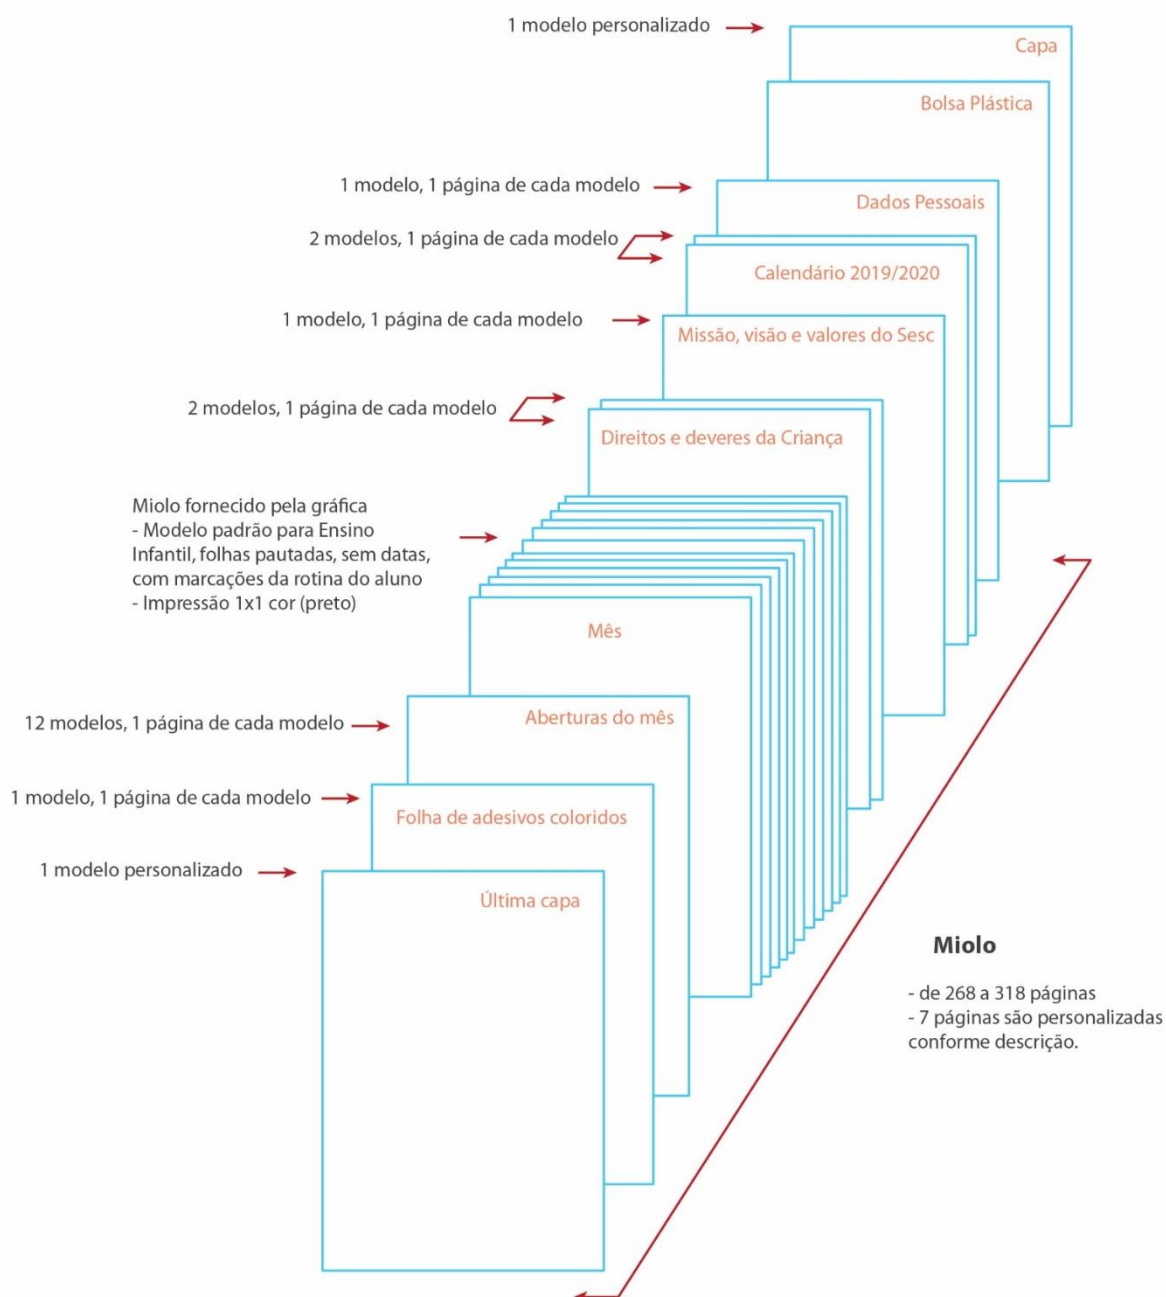 1 modelo personalizado
Capa
Bolsa Plástica
1 modelo, 1 página de cada modelo
Dados Pessoais
2 modelos, 1 página de cada modelo
Calendário 2019/2020
1 modelo, 1 página de cada modelo
Missão, visão e valores do Sesc
2 modelos, 1 página de cada modelo
Direitos e deveres da Criança
Miolo fornecido pela gráfica
- Modelo padrão para Ensino
Infantil, folhas pautadas, sem datas,
com marcações da rotina do aluno
- Impressão 1x1 cor (preto)
Mês
12 modelos, 1 página de cada modelo
Aberturas do mês
1 modelo, 1 página de cada modelo
Folha de adesivos coloridos
1 modelo personalizado
Última capa
Miolo
- de 268 a 318 páginas
- 7 páginas são personalizadas
conforme descrição.